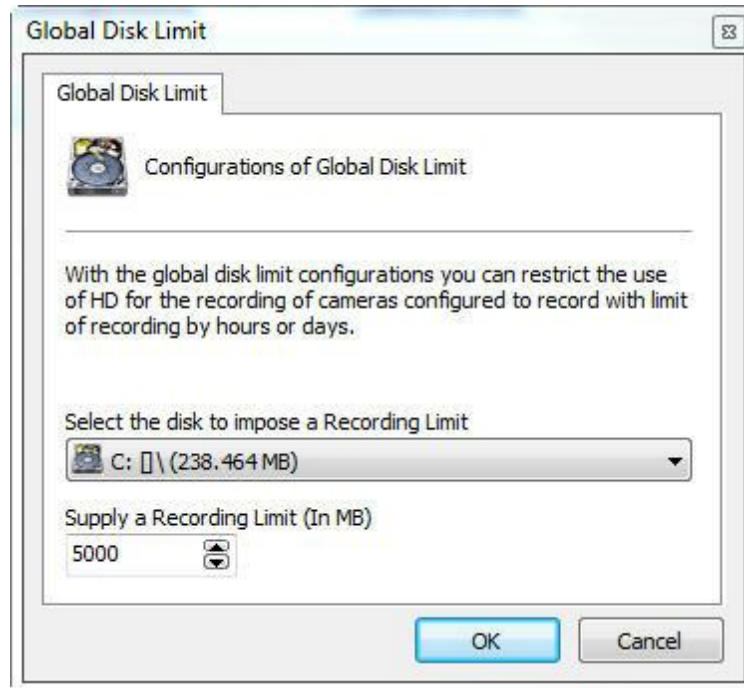 Global Disk Limit
Global Disk Limit
Configurations of Global Disk Limit
With the global disk limit configurations you can restrict the use
of HD for the recording of cameras configured to record with limit
of recording by hours or days.
Select the disk to impose a Recording Limit
C: []\ (238.464 MB)
Supply a Recording Limit (In MB)
5000
OK Cancel